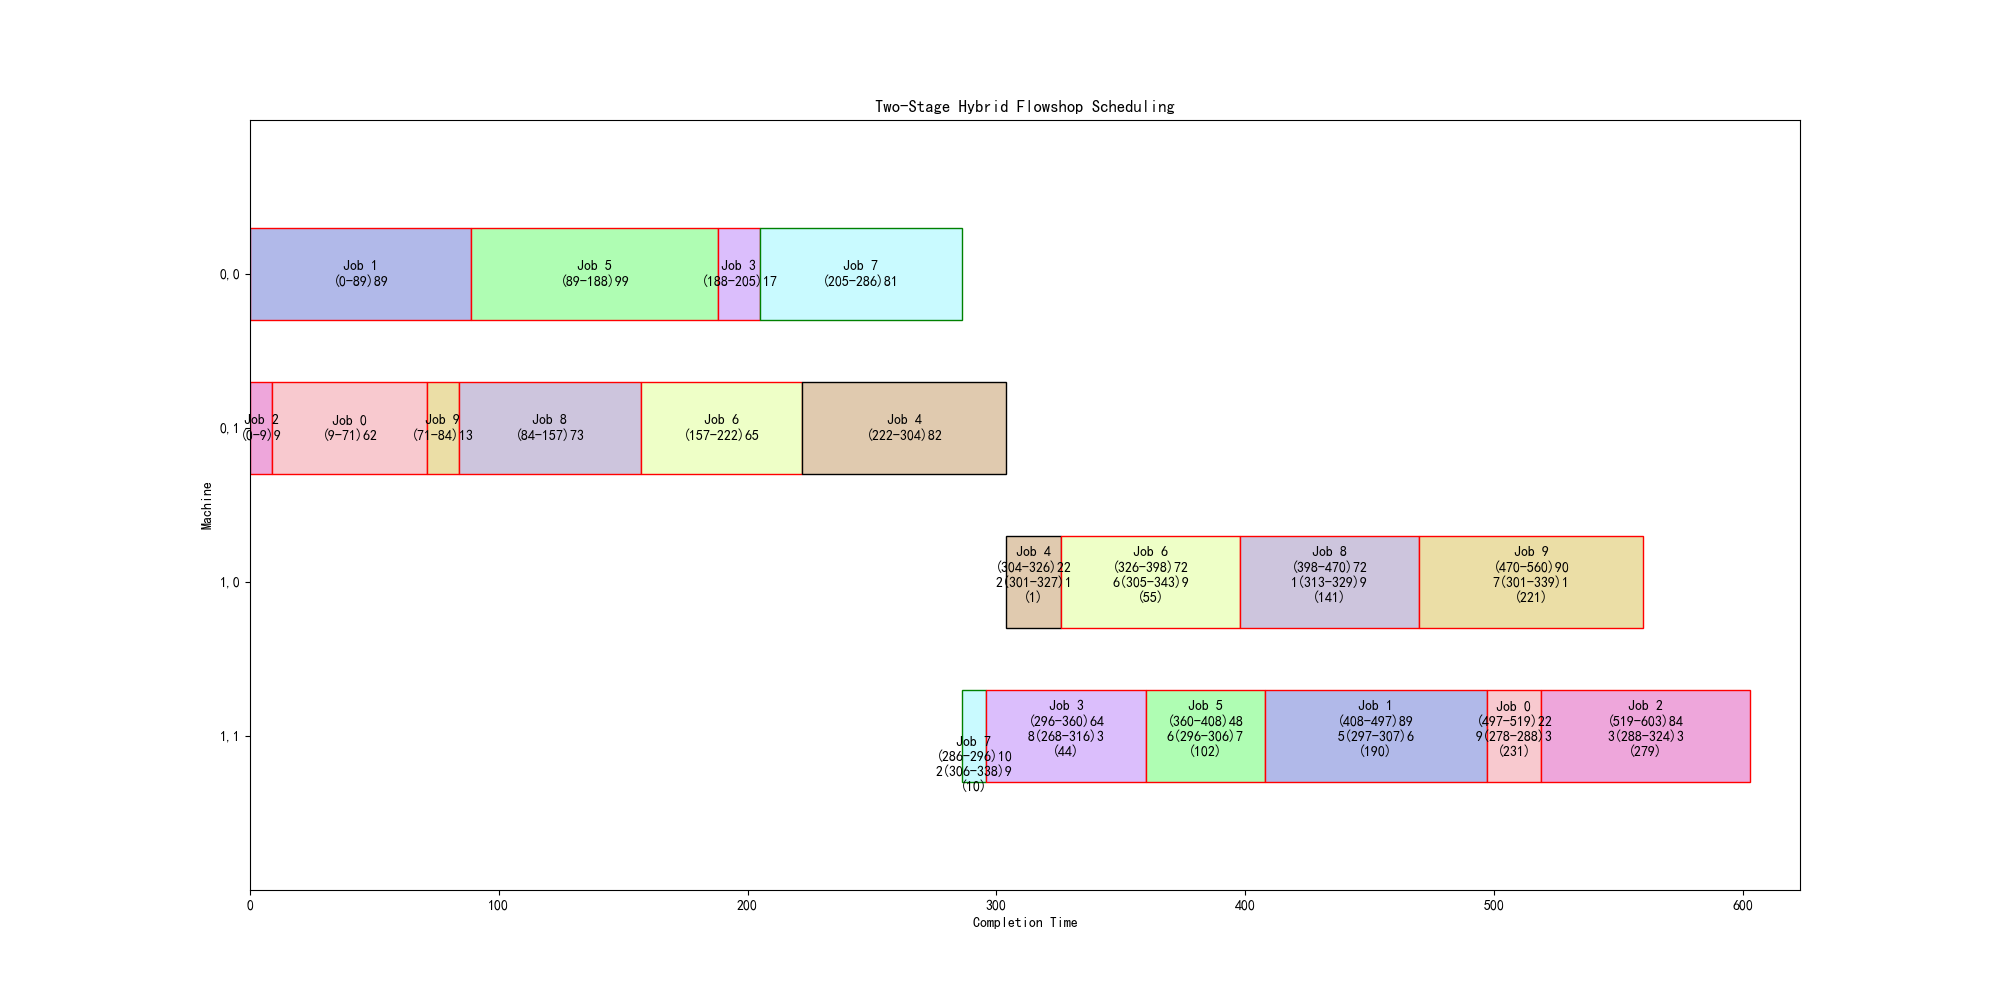 Two-Stage Hybrid Flowshop Scheduling
0,0
Job 1
(0-89)89
Job 5
(89-188)99
Job 3
(188-205)17
Job 7
(205-286)81
0,1
Job 2
(0-9)9
Job 0
(9-71)62
Job 9
(71-84)13
Job 8
(84-157)73
Job 6
(157-222)65
Job 4
(222-304)82
Machine
1,0
Job 4
(304-326)22
2(301-327)1
(1)
Job 6
(326-398)72
6(305-343)9
(55)
Job 8
(398-470)72
1(313-329)9
(141)
Job 9
(470-560)90
7(301-339)1
(221)
1,1
Job 7
(286-296)10
2(306-338)9
(10)
Job 3
(296-360)64
8(268-316)3
(44)
Job 5
(360-408)48
6(296-306)7
(102)
Job 1
(408-497)89
5(297-307)6
(190)
Job 0
(497-519)22
9(278-288)3
(231)
Job 2
(519-603)84
3(288-324)3
(279)
0
100
200
300
400
500
600
Completion Time